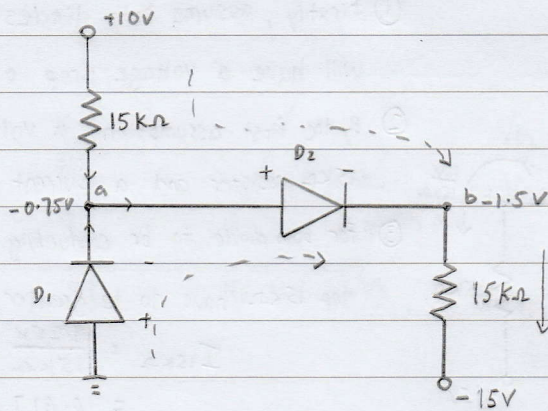 +10V
15KΩ
D2
+
a
-0.75V
b -1.5V
D1
+
15KΩ
-15V